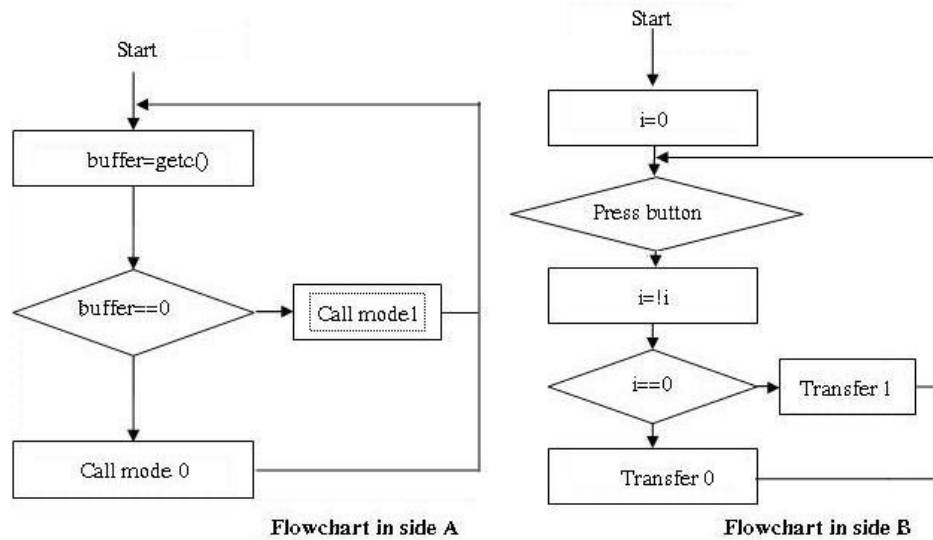 Start
buffer=getc()
buffer==0
Call mode1
Call mode 0
Flowchart in side A
Start
i=0
Press button
i=!i
i==0
Transfer 1
Transfer 0
Flowchart in side B